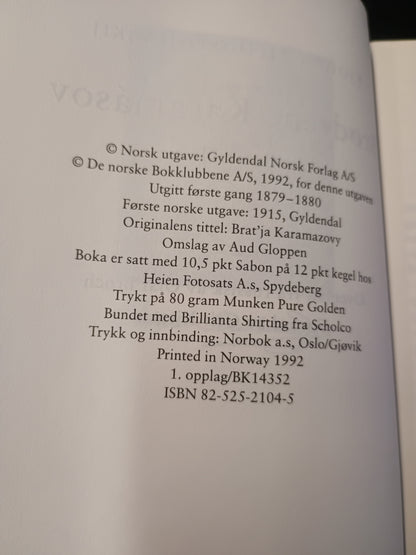 © Norsk utgave: Gyldendal Norsk Forlag A/S
© De norske Bokklubbene A/S, 1992, for denne utgaven
Utgitt første gang 1879–1880
Første norske utgave: 1915, Gyldendal
Originalens tittel: Brat'ja Karamazovy
Omslag av Aud Gloppen
Boka er satt med 10,5 pkt Sabon på 12 pkt kegel hos
Heien Fotosats A.s, Spydeberg
Trykt på 80 gram Munken Pure Golden
Bundet med Brillianta Shirting fra Scholco
Trykk og innbinding: Norbok a.s, Oslo/Gjøvik
Printed in Norway 1992
1. opplag/BK14352
ISBN 82-525-2104-5